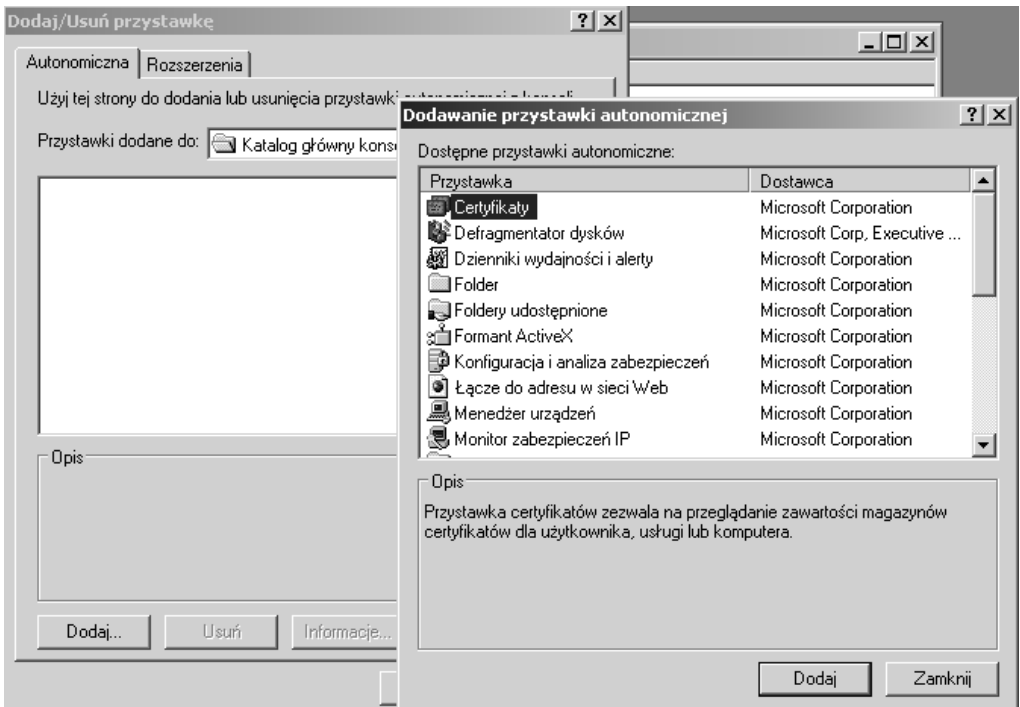 Dodaj/Usuń przystawkę
Autonomiczna
Rozszerzenia
Użyj tej strony do dodania lub usunięcia przystawki
Przystawki dodane do:
Katalog główny
Opis
Dodaj...
Usuń
Informacje...
Dodawanie przystawki autonomicznej
Dostępne przystawki autonomiczne:
Przystawka Dostawca
Certyfikaty Microsoft Corporation
Defragmentator dysków Microsoft Corp, Executive ...
Dzienniki wydajności i alerty Microsoft Corporation
Folder Microsoft Corporation
Foldery udostępnione Microsoft Corporation
Formant ActiveX Microsoft Corporation
Konfiguracja i analiza zabezpieczeń Microsoft Corporation
Łącze do adresu w sieci Web Microsoft Corporation
Menedżer urządzeń Microsoft Corporation
Monitor zabezpieczeń IP Microsoft Corporation
Opis
Przystawka certyfikatów zezwala na przeglądanie zawartości magazynów
certyfikatów dla użytkownika, usługi lub komputera.
Dodaj
Zamknij